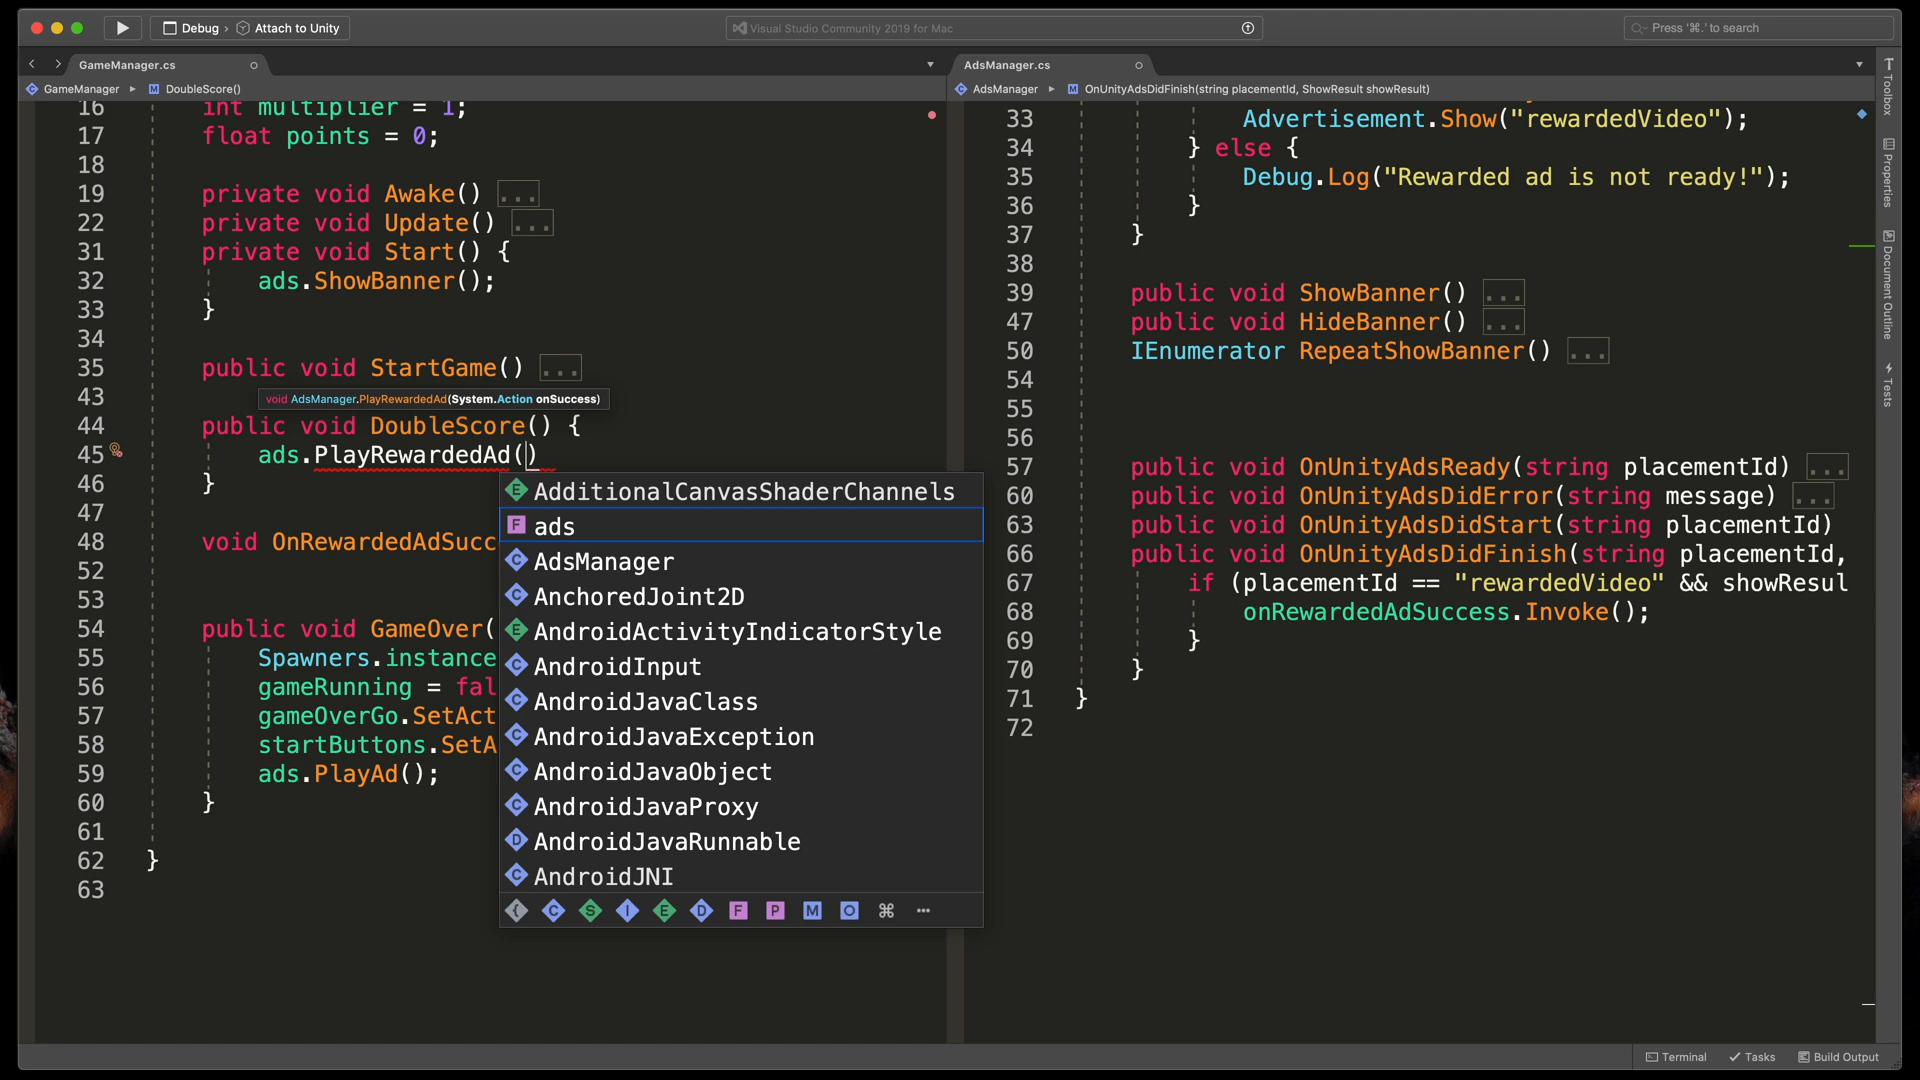 Debug › Attach to Unity
Visual Studio Community 2019 for Mac
Press '⌘.' to search
GameManager.cs
GameManager ▸ DoubleScore()
16 int multiplier = 1;
17 float points = 0;
18
19 private void Awake() ...
22 private void Update() ...
31 private void Start() {
32 ads.ShowBanner();
33 }
34
35 public void StartGame() ...
43
void AdsManager.PlayRewardedAd(System.Action onSuccess)
44 public void DoubleScore() {
45 ads.PlayRewardedAd()
46 }
47
48 void OnRewardedAdSucc
52
53
54 public void GameOver(
55 Spawners.instance
56 gameRunning = fal
57 gameOverGo.SetAct
58 startButtons.SetA
59 ads.PlayAd();
60 }
61
62 }
63
E AdditionalCanvasShaderChannels
F ads
C AdsManager
C AnchoredJoint2D
E AndroidActivityIndicatorStyle
C AndroidInput
C AndroidJavaClass
C AndroidJavaException
C AndroidJavaObject
C AndroidJavaProxy
D AndroidJavaRunnable
C AndroidJNI
{ C S I E D F P M O ⌘ ...
AdsManager.cs
AdsManager ▸ M OnUnityAdsDidFinish(string placementId, ShowResult showResult)
33 Advertisement.Show("rewardedVideo");
34 } else {
35 Debug.Log("Rewarded ad is not ready!");
36 }
37 }
38
39 public void ShowBanner() ...
47 public void HideBanner() ...
50 IEnumerator RepeatShowBanner() ...
54
55
56
57 public void OnUnityAdsReady(string placementId) ...
60 public void OnUnityAdsDidError(string message) ...
63 public void OnUnityAdsDidStart(string placementId)
66 public void OnUnityAdsDidFinish(string placementId,
67 if (placementId == "rewardedVideo" && showResul
68 onRewardedAdSuccess.Invoke();
69 }
70 }
71 }
72
Toolbox
Properties
Document Outline
Tests
Terminal
Tasks
Build Output